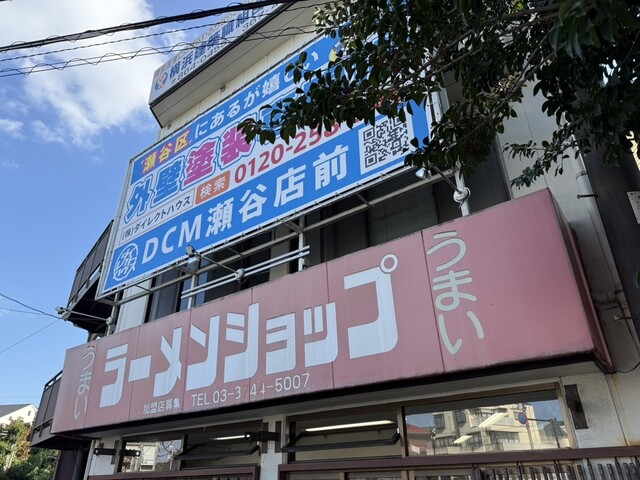 瀬谷区にあるが嬉しい
外壁塗装
(株)ダイレクトハウス
検索
0120-25
DCM瀬谷店前
うまい
ラーメンショップ
うまい
加盟店募集
TEL.03-3 44-5007